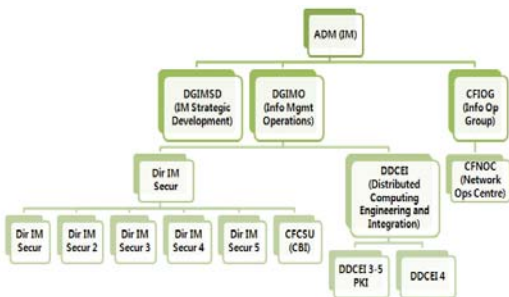 ADM (IM)
DGIMSD
(IM Strategic
Development)
DGIMO
(Info Mgmt
Operations)
CFIOG
(Info Op
Group)
Dir IM
Secur
DDCEI
(Distributed
Computing
Engineering and
Integration)
CFNOC
(Network
Ops Centre)
Dir IM
Secur
Dir IM
Secur 2
Dir IM
Secur 3
Dir IM
Secur 4
Dir IM
Secur 5
CFCSU
(CBI)
DDCEI 3-5
PKI
DDCEI 4